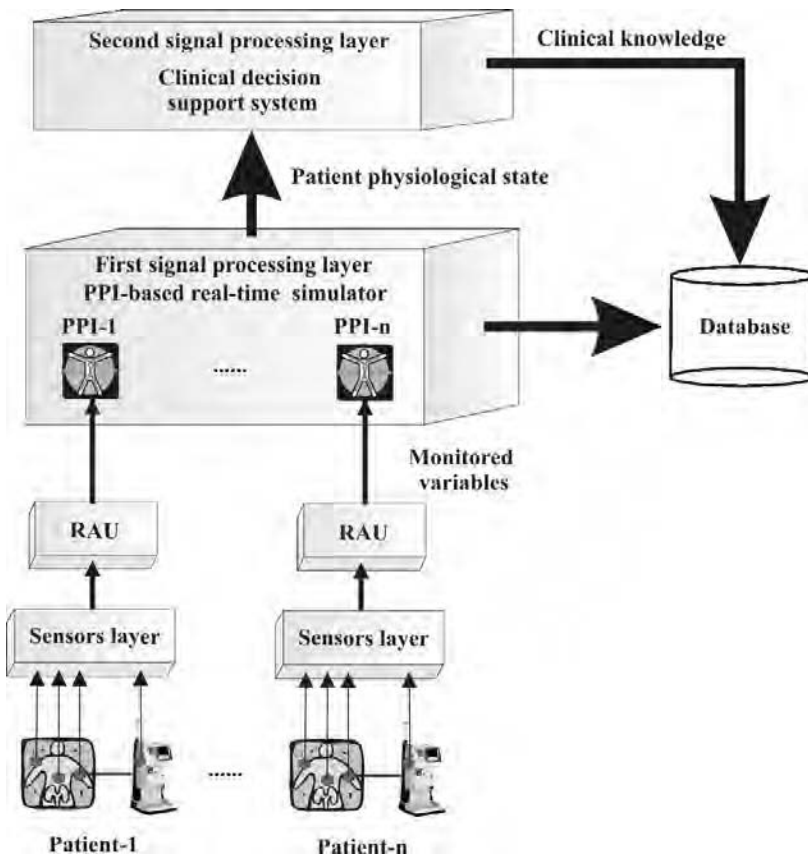 Second signal processing layer
Clinical decision
support system
Clinical knowledge
Patient physiological state
First signal processing layer
PPI-based real-time simulator
PPI-1
PPI-n
......
Database
Monitored
variables
RAU
RAU
Sensors layer
Sensors layer
......
Patient-1
Patient-n